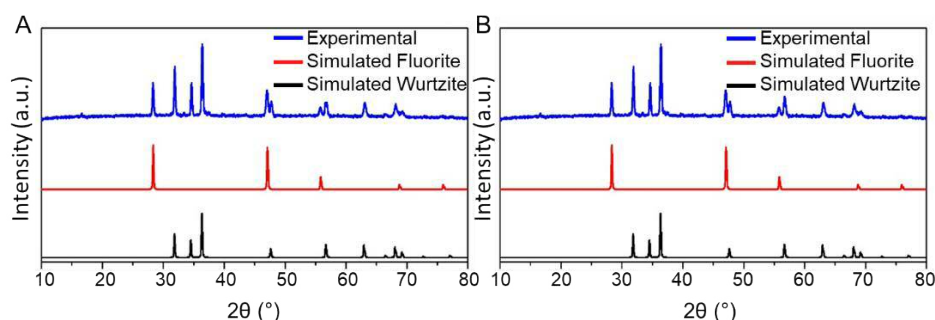 A
Intensity (a.u.)
Experimental
Simulated Fluorite
Simulated Wurtzite
10 20 30 40 50 60 70 80
2θ (°)
B
Intensity (a.u.)
Experimental
Simulated Fluorite
Simulated Wurtzite
10 20 30 40 50 60 70 80
2θ (°)